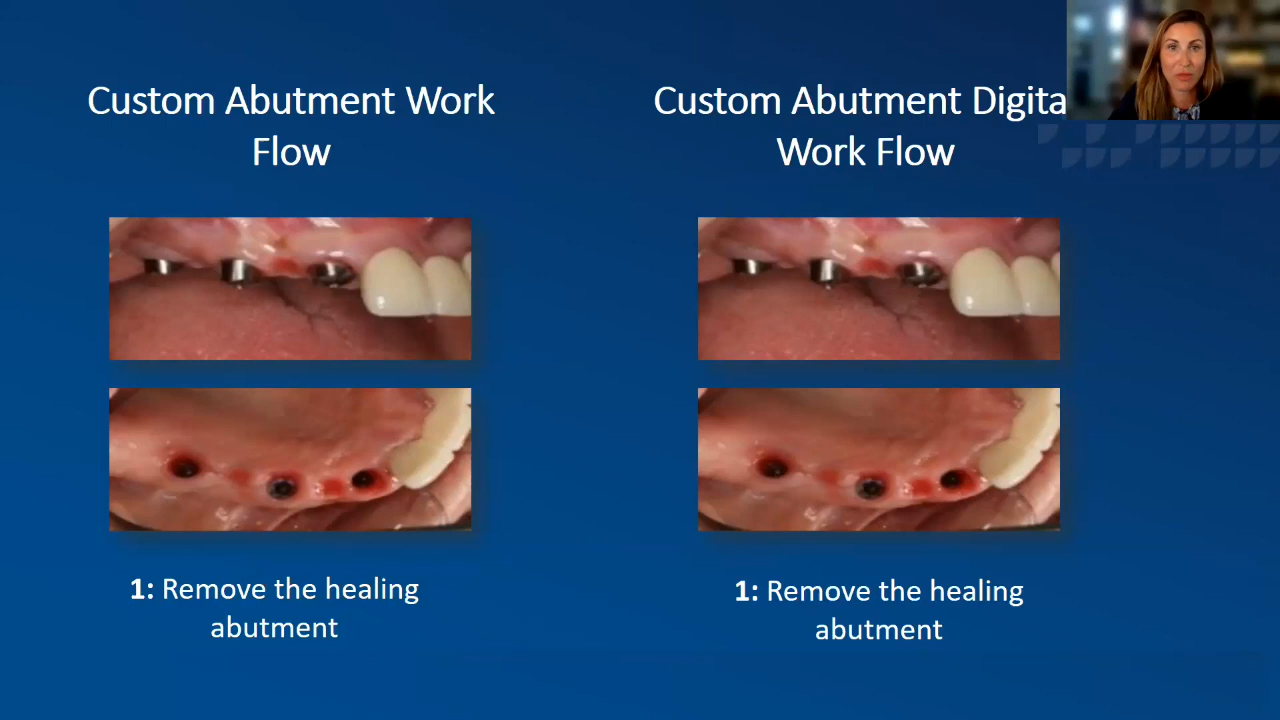 Custom Abutment Work
Flow
Custom Abutment Digita
Work Flow
1: Remove the healing
abutment
1: Remove the healing
abutment